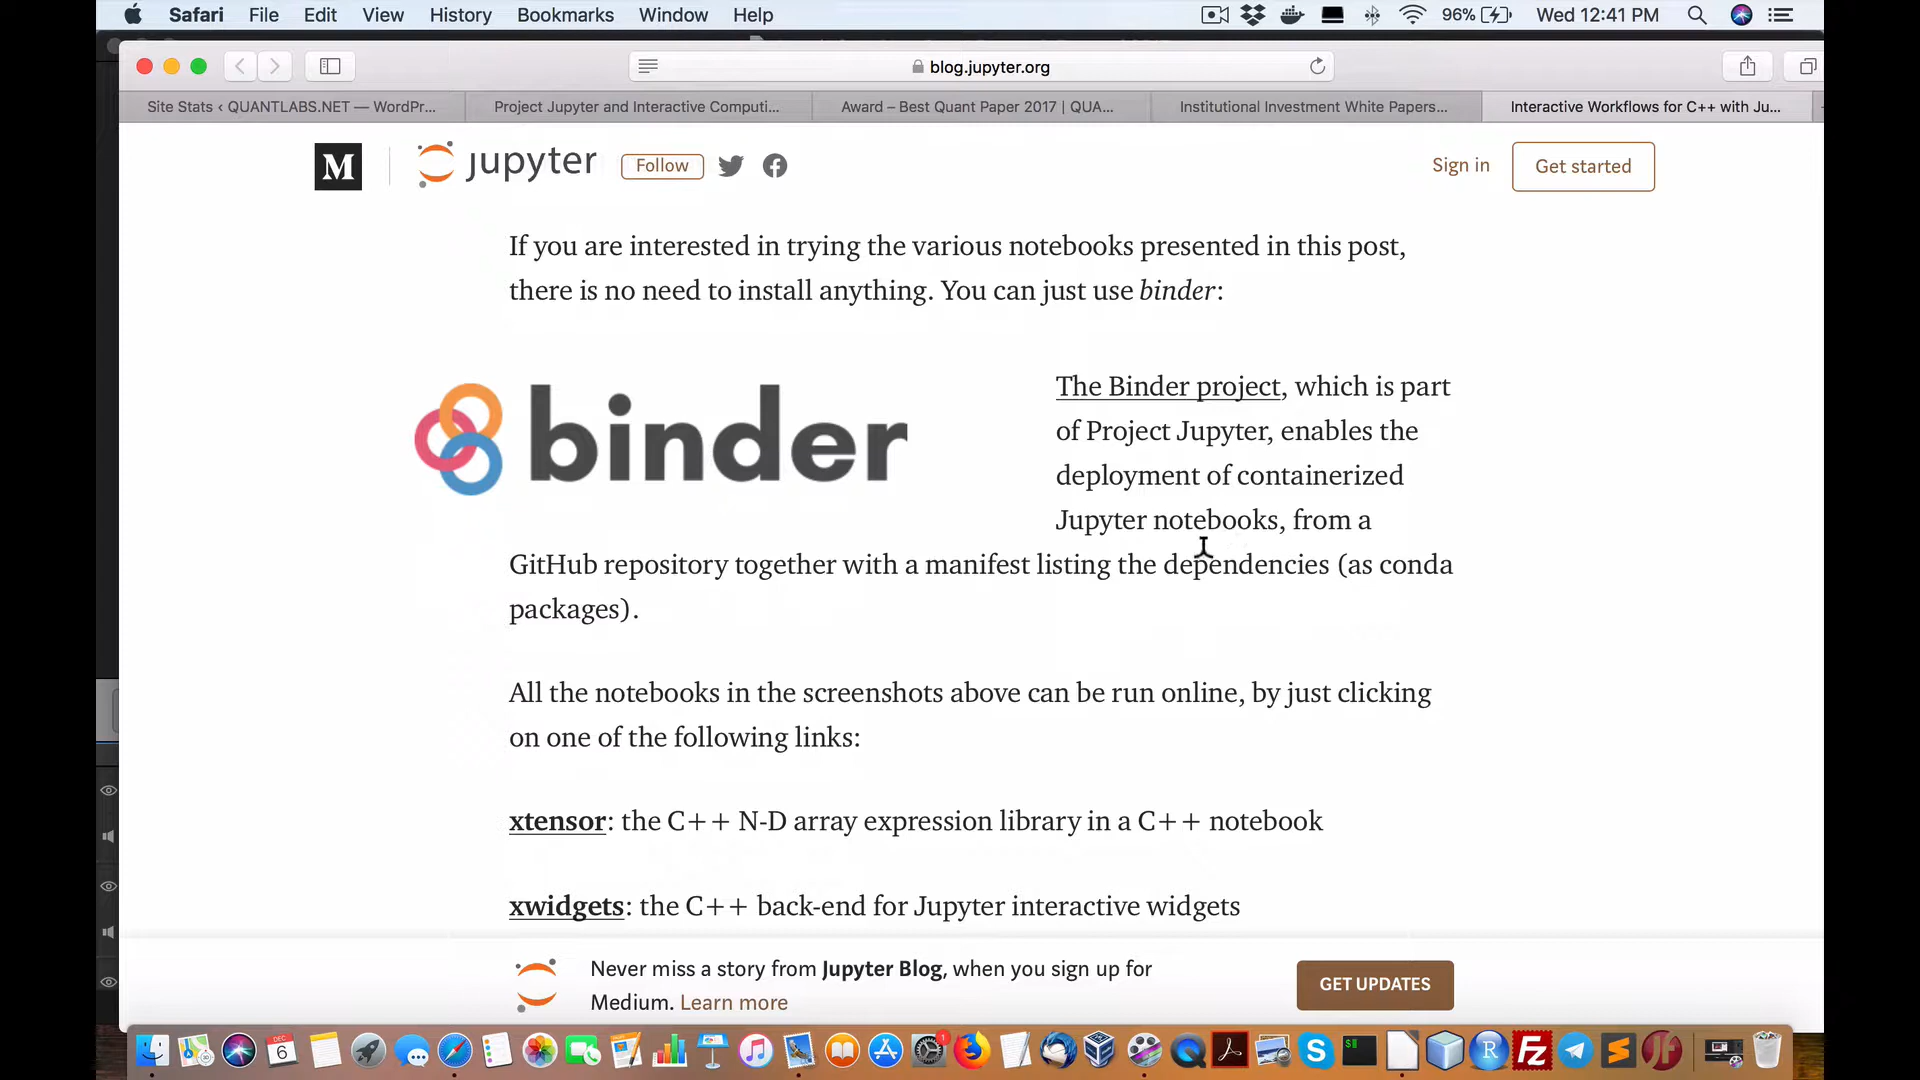 Safari File Edit View History Bookmarks Window Help 96% Wed 12:41 PM
blog.jupyter.org
Site Stats ‹ QUANTLABS.NET — WordPr... Project Jupyter and Interactive Computi... Award – Best Quant Paper 2017 | QUA... Institutional Investment White Papers... Interactive Workflows for C++ with Ju...
M jupyter Follow Sign in Get started
If you are interested in trying the various notebooks presented in this post,
there is no need to install anything. You can just use binder:
binder
The Binder project, which is part
of Project Jupyter, enables the
deployment of containerized
Jupyter notebooks, from a
GitHub repository together with a manifest listing the dependencies (as conda
packages).
All the notebooks in the screenshots above can be run online, by just clicking
on one of the following links:
xtensor: the C++ N-D array expression library in a C++ notebook
xwidgets: the C++ back-end for Jupyter interactive widgets
Never miss a story from Jupyter Blog, when you sign up for
Medium. Learn more
GET UPDATES
DEC
6 1 S $ R Fz S JF